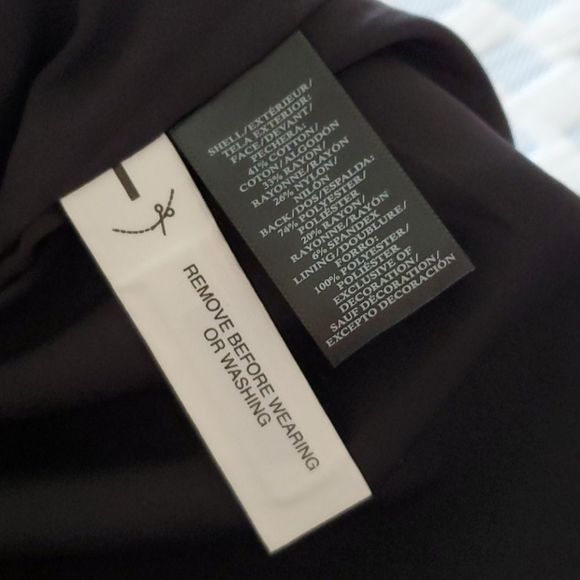 SHELL/EXTÉRIEUR/
TELA EXTERIOR:
FACE/DEVANT/
PECHERA:
41% COTTON/
COTON/ALGODÓN
33% RAYON/
RAYONNE/RAYÓN
26% NYLON/
NILÓN
BACK/DOS/ESPALDA:
74% POLYESTER/
POLIÉSTER
20% RAYON/
RAYONNE/RAYÓN
6% SPANDEX
LINING/DOUBLURE/
FORRO:
100% POLYESTER/
POLIÉSTER
EXCLUSIVE OF
DECORATION/
SAUF DÉCORATION/
EXCEPTO DECORACIÓN
REMOVE BEFORE WEARING
OR WASHING